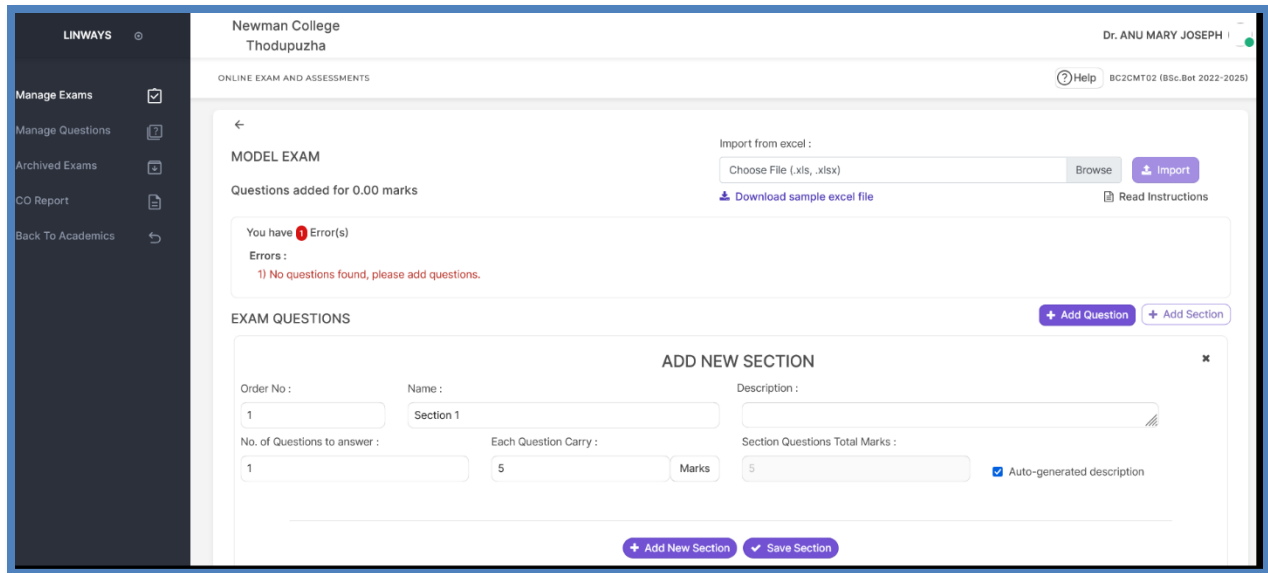 LINWAYS
Newman College
Thodupuzha
Dr. ANU MARY JOSEPH
ONLINE EXAM AND ASSESSMENTS
Help
BC2CMT02 (BSc.Bot 2022-2025)
Manage Exams
Manage Questions
Archived Exams
CO Report
Back To Academics
MODEL EXAM
Questions added for 0.00 marks
Import from excel :
Choose File (.xls, .xlsx)
Browse
Import
Download sample excel file
Read Instructions
You have 1 Error(s)
Errors :
1) No questions found, please add questions.
EXAM QUESTIONS
+ Add Question
+ Add Section
ADD NEW SECTION
Order No :
1
Name :
Section 1
Description :
No. of Questions to answer :
1
Each Question Carry :
5
Marks
Section Questions Total Marks :
5
Auto-generated description
+ Add New Section
Save Section